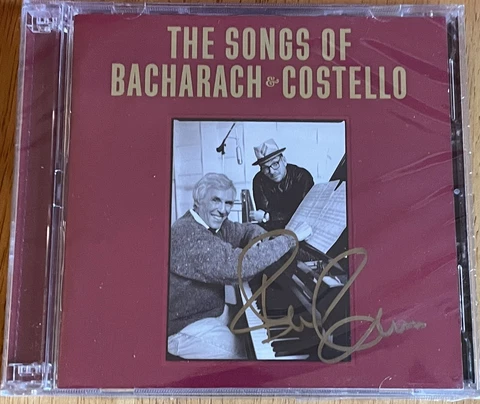 THE SONGS OF
BACHARACH & COSTELLO